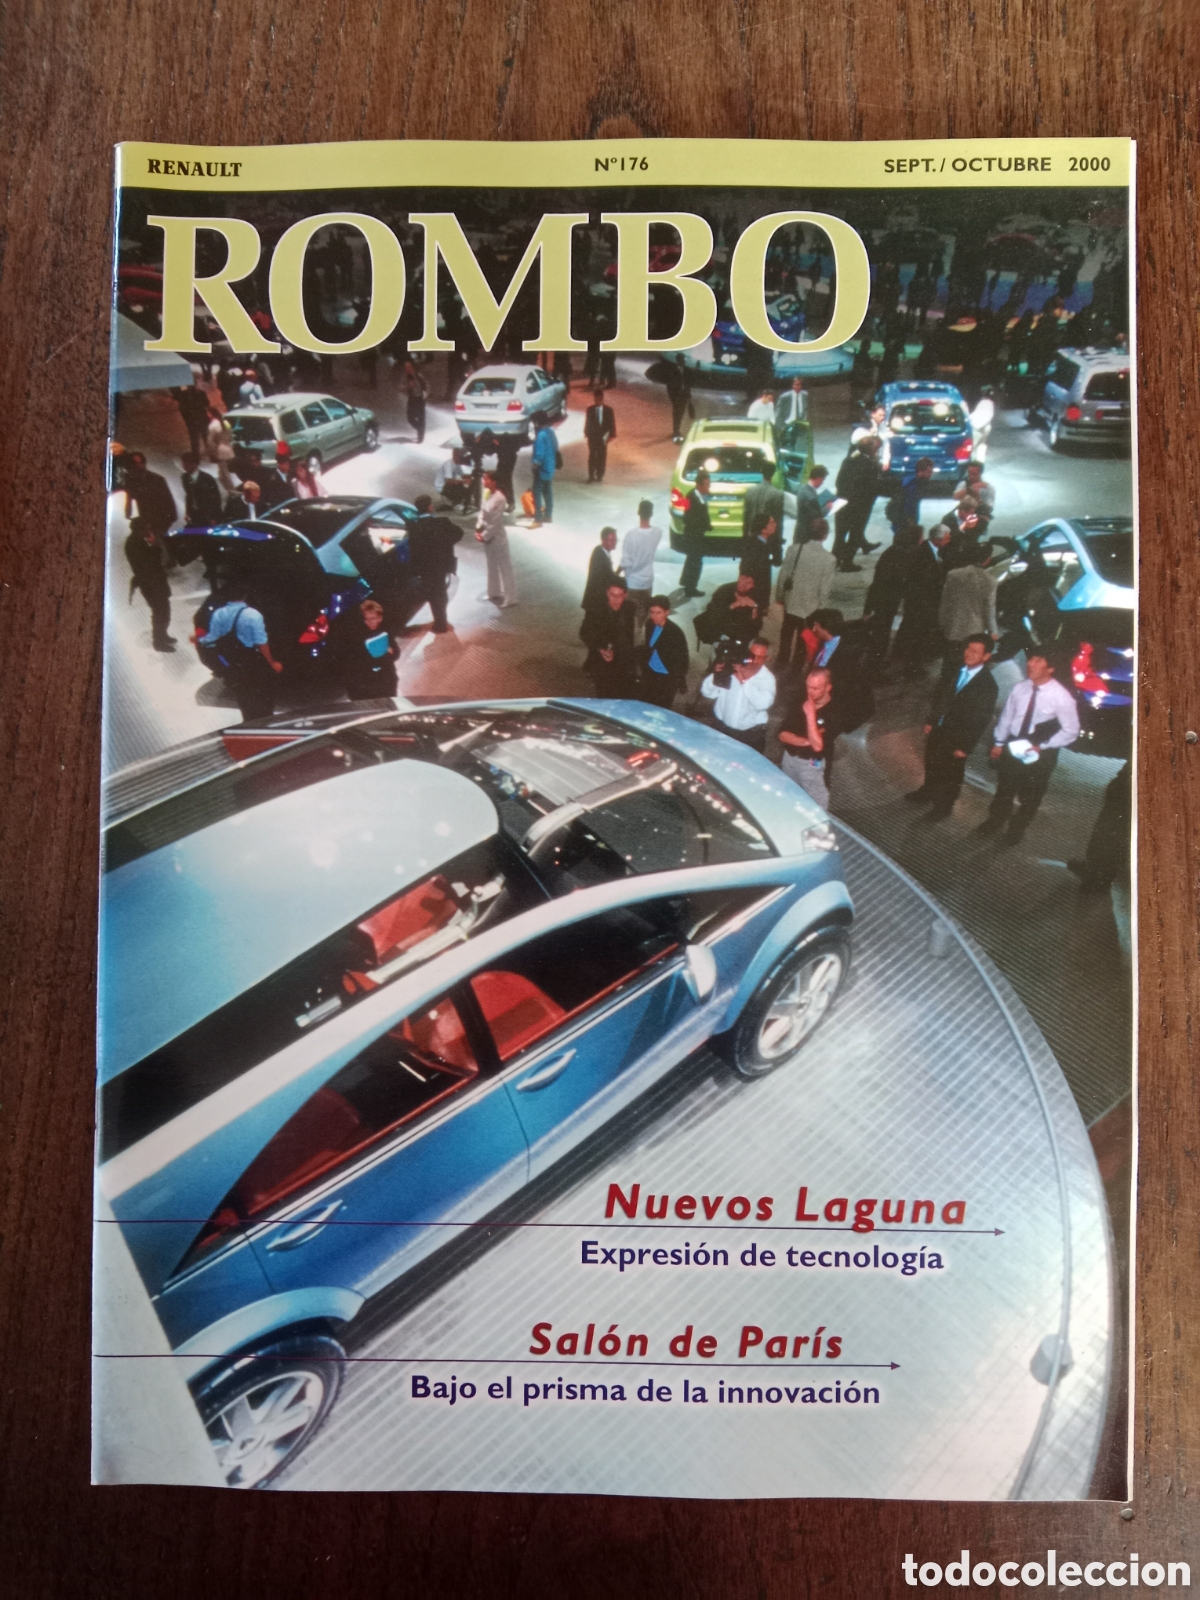 RENAULT Nº176 SEPT./OCTUBRE 2000
ROMBO
Nuevos Laguna
Expresión de tecnología
Salón de París
Bajo el prisma de la innovación
todocoleccion